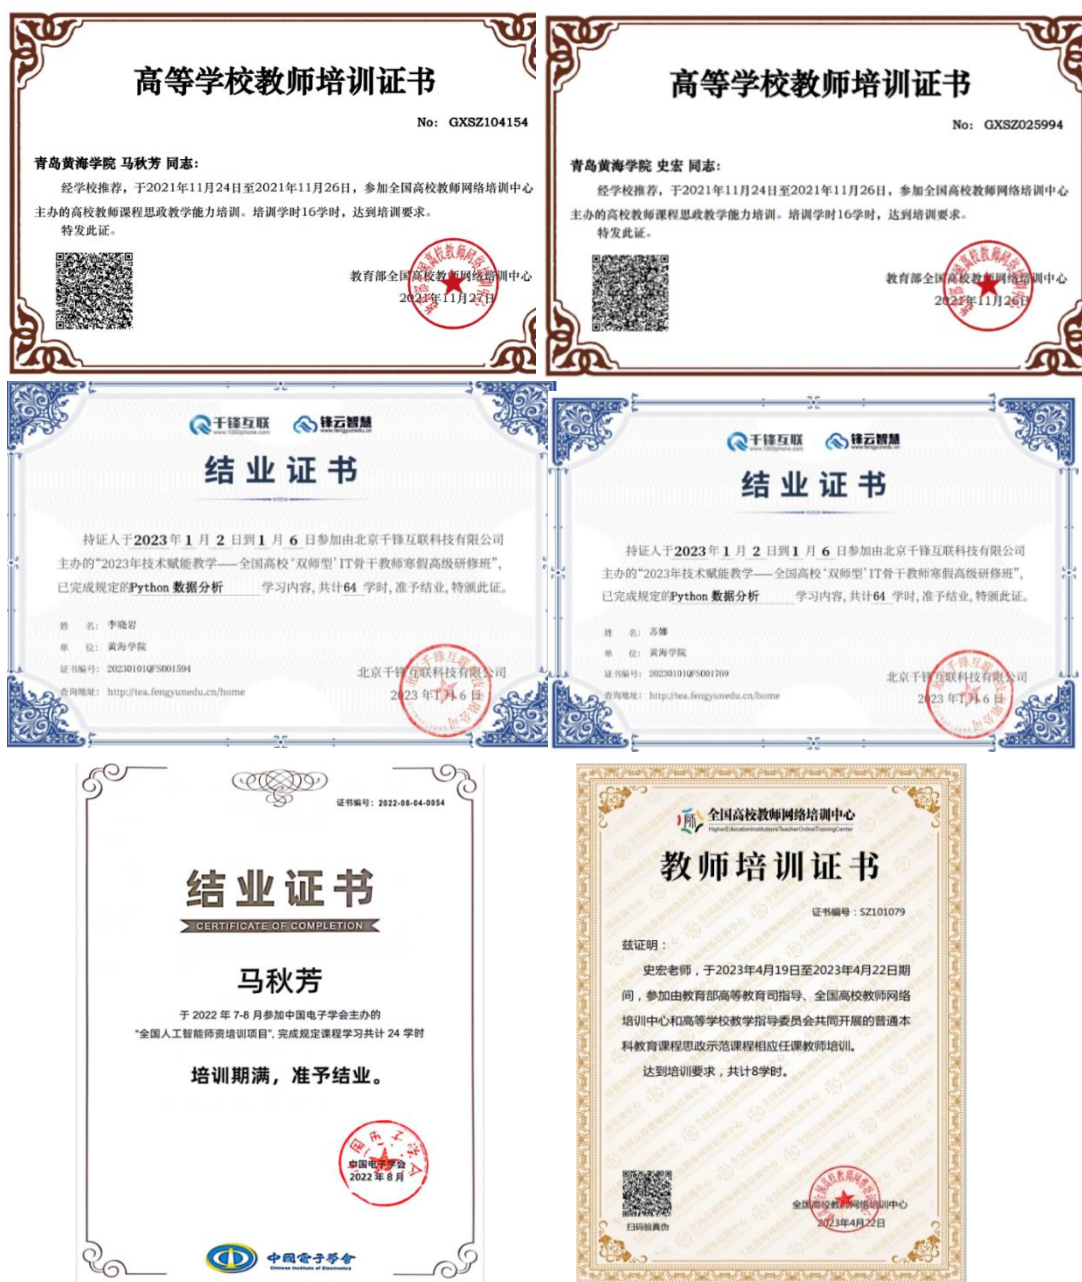 高等学校教师培训证书
No: GXSZ104154
青岛黄海学院 马秋芳 同志：
经学校推荐，于2021年11月24日至2021年11月26日，参加全国高校教师网络培训中心
主办的高校教师课程思政教学能力培训。培训学时16学时，达到培训要求。
特发此证。
教育部全国高校教师网络培训中心
2021年11月27日
高等学校教师培训证书
No: GXSZ025994
青岛黄海学院 史宏 同志：
经学校推荐，于2021年11月24日至2021年11月26日，参加全国高校教师网络培训中心
主办的高校教师课程思政教学能力培训。培训学时16学时，达到培训要求。
特发此证。
教育部全国高校教师网络培训中心
2021年11月26日
千锋互联 锋云智慧
www.1000phone.com www.fengyunedu.cn
结业证书
持证人于2023年1月2日到1月6日参加由北京千锋互联科技有限公司
主办的“2023年技术赋能教学——全国高校‘双师型’IT骨干教师寒假高级研修班”，
已完成规定的Python 数据分析 学习内容，共计64 学时，准予结业，特颁此证。
姓 名： 李晓岩
单 位： 黄海学院
证书编号： 20230101QFS001594
查询地址： http://tea.fengyunedu.cn/home
北京千锋互联科技有限公司
2023 年1月6日
千锋互联 锋云智慧
www.1000phone.com www.fengyunedu.cn
结业证书
持证人于2023年1月2日到1月6日参加由北京千锋互联科技有限公司
主办的“2023年技术赋能教学——全国高校‘双师型’IT骨干教师寒假高级研修班”，
已完成规定的Python 数据分析 学习内容，共计64 学时，准予结业，特颁此证。
姓 名： 苏娜
单 位： 黄海学院
证书编号： 20230101QFS001769
查询地址： http://tea.fengyunedu.cn/home
北京千锋互联科技有限公司
2023 年1月6日
证书编号：2022-08-04-0054
结业证书
CERTIFICATE OF COMPLETION
马秋芳
于 2022 年 7-8 月参加中国电子学会主办的
“全国人工智能师资培训项目”，完成规定课程学习共计 24 学时
培训期满，准予结业。
中国电子学会
2022 年 8 月
中國電子學會
Chinese Institute of Electronics
全国高校教师网络培训中心
HigherEducationInstitutionsTeacherOnlineTrainingCenter
教师培训证书
证书编号：SZ101079
兹证明：
史宏老师，于2023年4月19日至2023年4月22日期
间，参加由教育部高等教育司指导、全国高校教师网络
培训中心和高等学校教学指导委员会共同开展的普通本
科教育课程思政示范课程相应任课教师培训。
达到培训要求，共计8学时。
扫码验真伪
全国高校教师网络培训中心
2023年4月22日